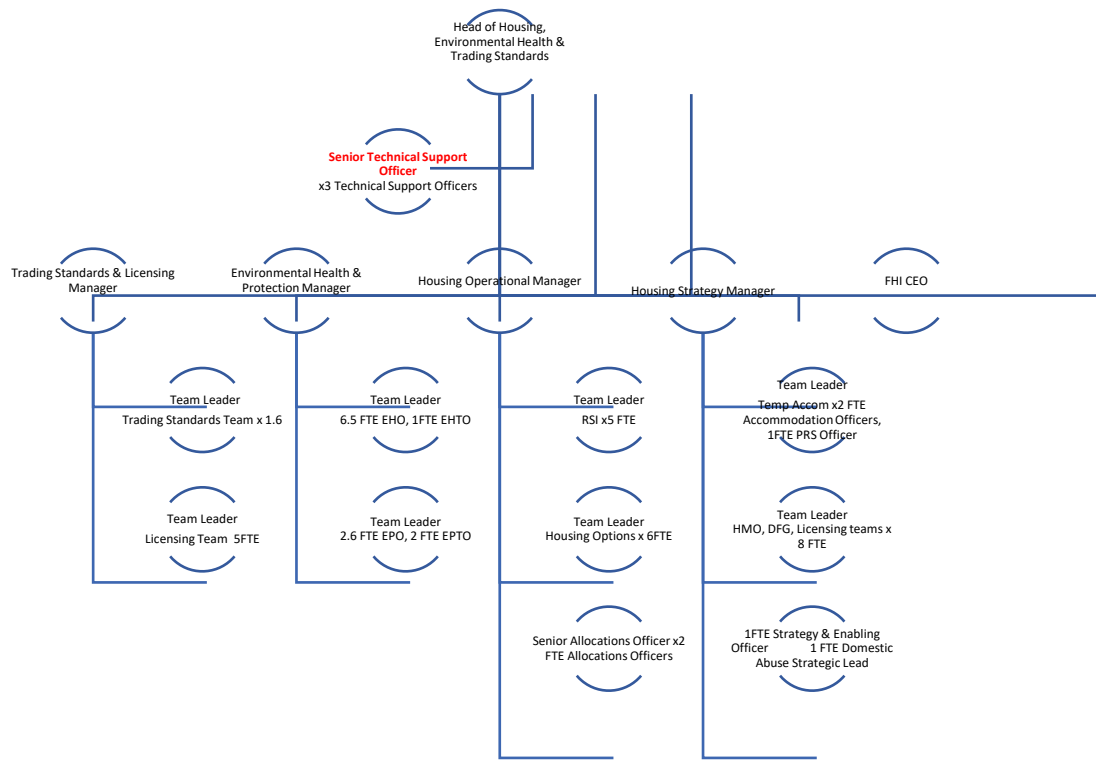 Head of Housing,
Environmental Health &
Trading Standards
Senior Technical Support
Officer
x3 Technical Support Officers
Trading Standards & Licensing
Manager
Environmental Health &
Protection Manager
Housing Operational Manager
Housing Strategy Manager
FHI CEO
Team Leader
Trading Standards Team x 1.6
Team Leader
6.5 FTE EHO, 1FTE EHTO
Team Leader
RSI x5 FTE
Team Leader
Temp Accom x2 FTE
Accommodation Officers,
1FTE PRS Officer
Team Leader
Licensing Team 5FTE
Team Leader
2.6 FTE EPO, 2 FTE EPTO
Team Leader
Housing Options x 6FTE
Team Leader
HMO, DFG, Licensing teams x
8 FTE
Senior Allocations Officer x2
FTE Allocations Officers
1FTE Strategy & Enabling
Officer 1 FTE Domestic
Abuse Strategic Lead